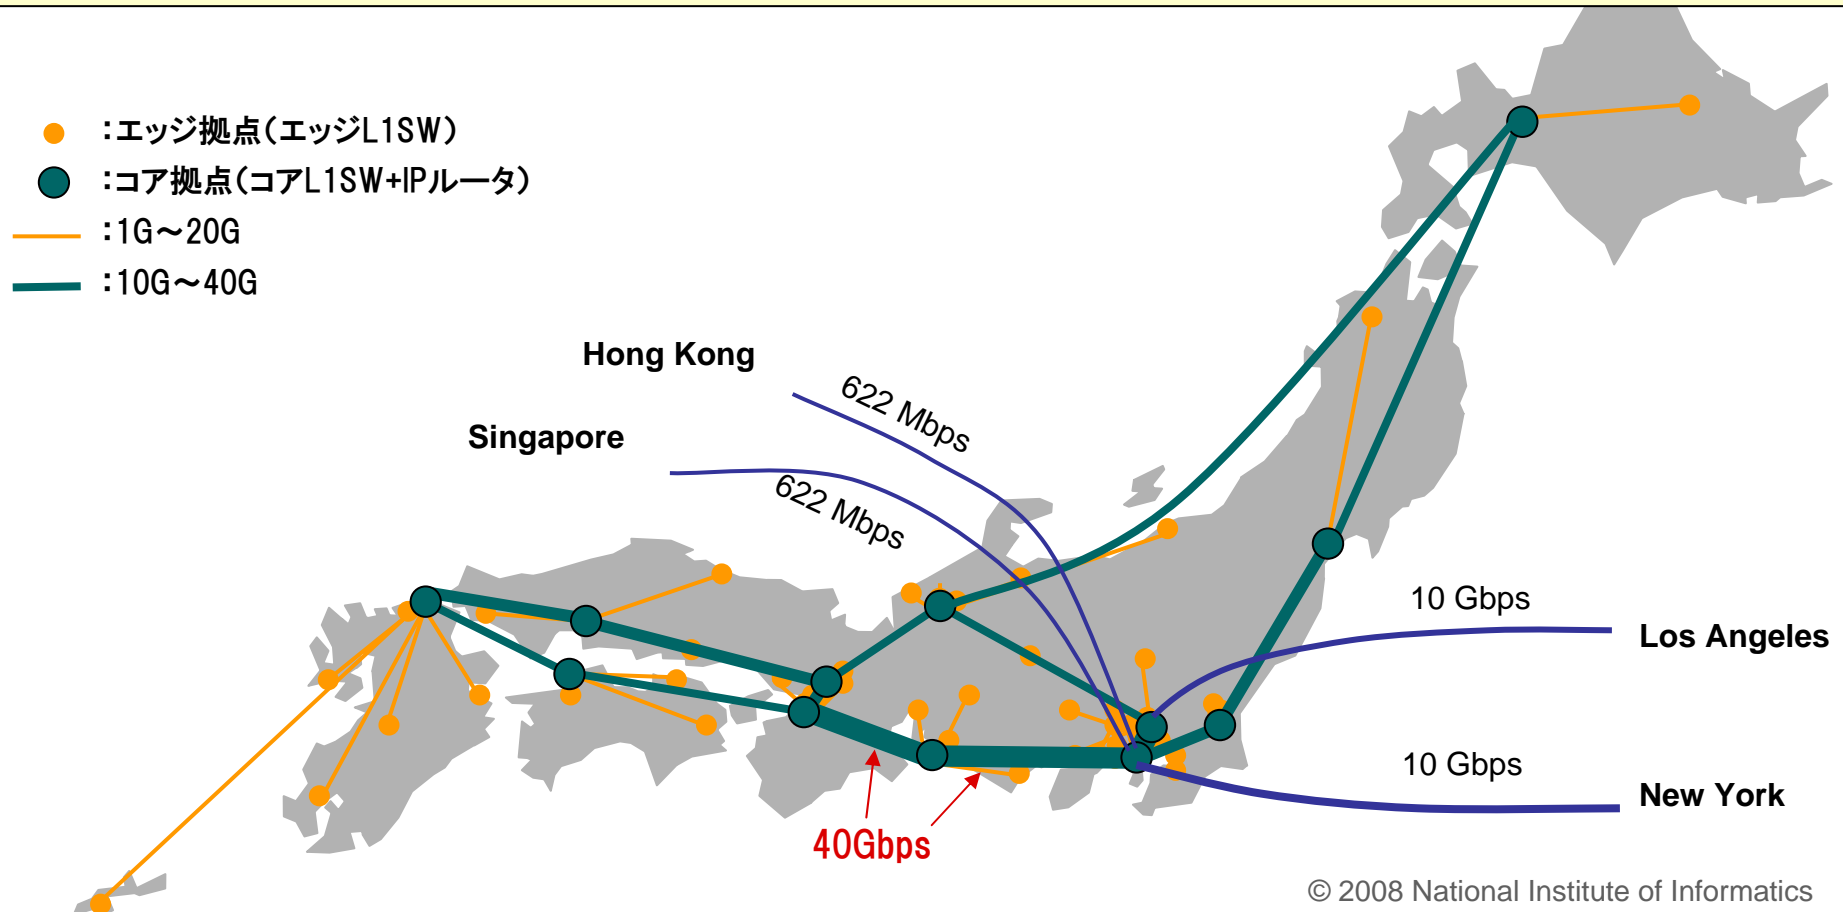 ：エッジ拠点（エッジL1SW）
：コア拠点（コアL1SW+IPルータ）
：1G～20G
：10G～40G
Hong Kong
622 Mbps
Singapore
622 Mbps
10 Gbps
Los Angeles
10 Gbps
New York
40Gbps
© 2008 National Institute of Informatics